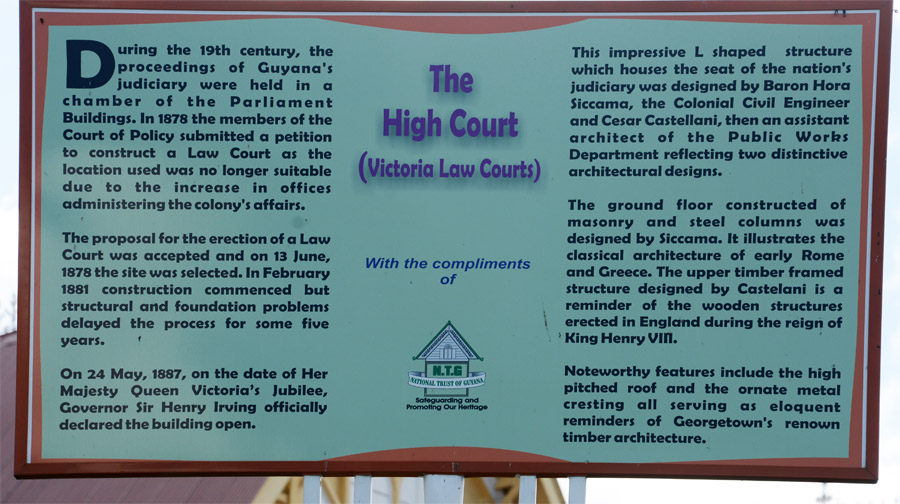 During the 19th century, the
proceedings of Guyana's
judiciary were held in a
chamber of the Parliament
Buildings. In 1878 the members of the
Court of Policy submitted a petition
to construct a Law Court as the
location used was no longer suitable
due to the increase in offices
administering the colony's affairs.
The proposal for the erection of a Law
Court was accepted and on 13 June,
1878 the site was selected. In February
1881 construction commenced but
structural and foundation problems
delayed the process for some five
years.
On 24 May, 1887, on the date of Her
Majesty Queen Victoria's Jubilee,
Governor Sir Henry Irving officially
declared the building open.
The
High Court
(Victoria Law Courts)
With the compliments
of
N.T.G
NATIONAL TRUST OF GUYANA
Safeguarding and
Promoting Our Heritage
This impressive L shaped structure
which houses the seat of the nation's
judiciary was designed by Baron Hora
Siccama, the Colonial Civil Engineer
and Cesar Castellani, then an assistant
architect of the Public Works
Department reflecting two distinctive
architectural designs.
The ground floor constructed of
masonry and steel columns was
designed by Siccama. It illustrates the
classical architecture of early Rome
and Greece. The upper timber framed
structure designed by Castelani is a
reminder of the wooden structures
erected in England during the reign of
King Henry VIII.
Noteworthy features include the high
pitched roof and the ornate metal
cresting all serving as eloquent
reminders of Georgetown's renown
timber architecture.